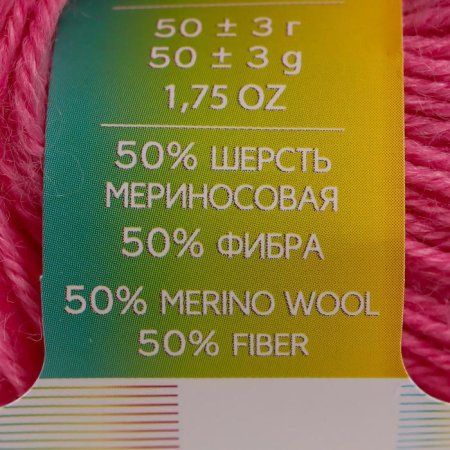 50 ± 3 г
50 ± 3 g
1,75 OZ
50% ШЕРСТЬ
МЕРИНОСОВАЯ
50% ФИБРА
50% MERINO WOOL
50% FIBER